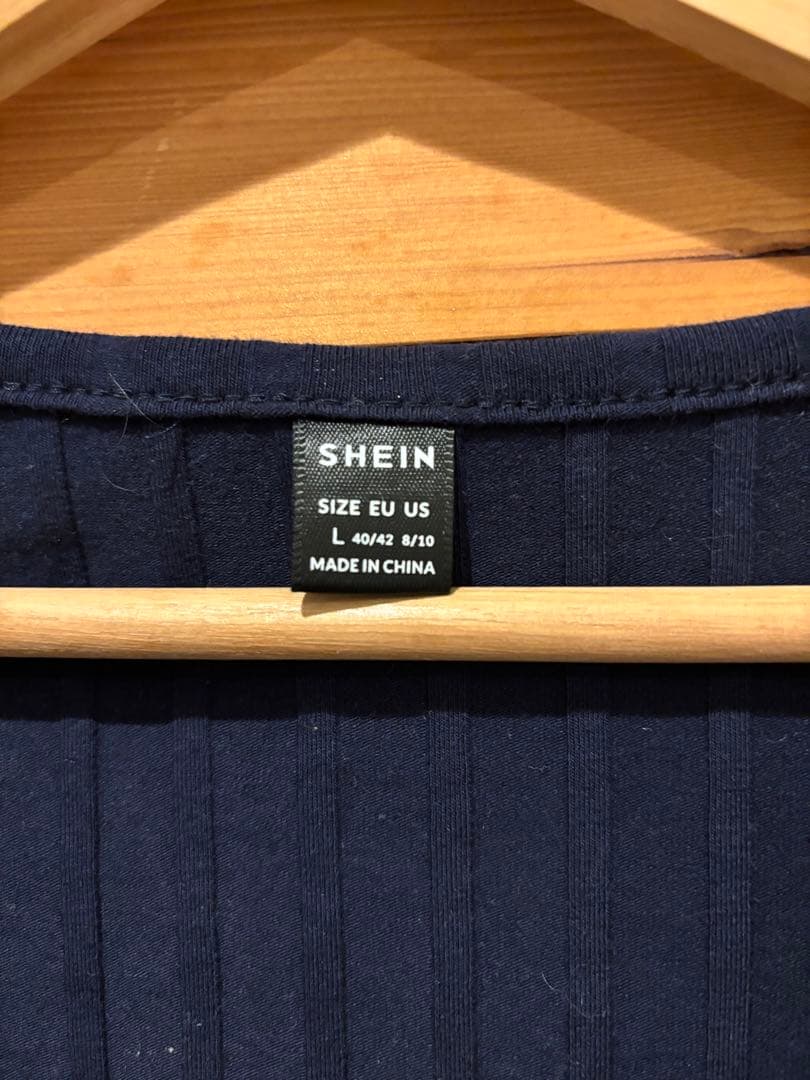 SHEIN
SIZE EU US
L 40/42 8/10
MADE IN CHINA